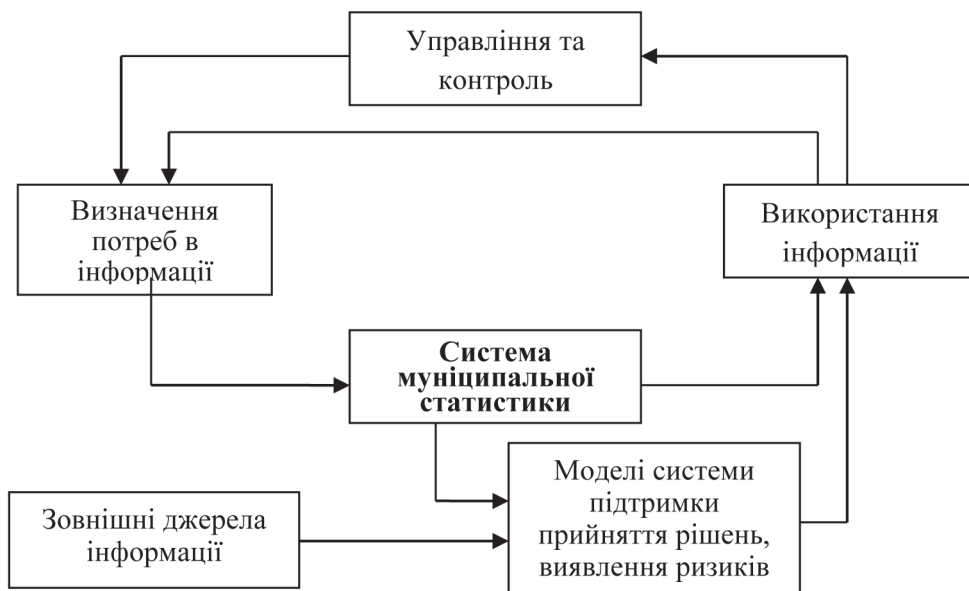 Управління та
контроль
Визначення
потреб в
інформації
Використання
інформації
Система
муніципальної
статистики
Моделі системи
підтримки
прийняття рішень,
виявлення ризиків
Зовнішні джерела
інформації